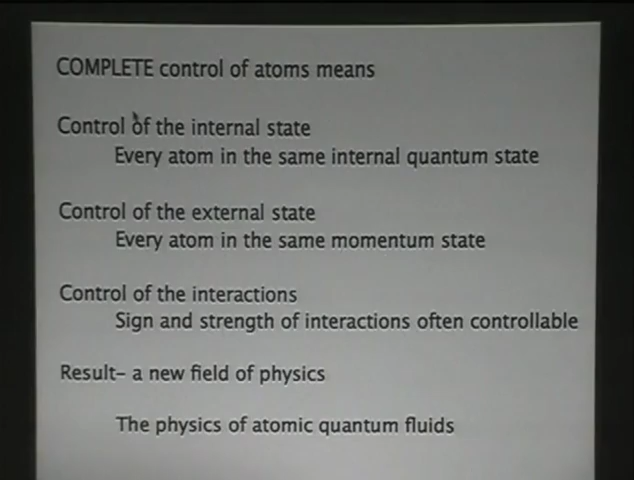 COMPLETE control of atoms means
Control of the internal state
Every atom in the same internal quantum state
Control of the external state
Every atom in the same momentum state
Control of the interactions
Sign and strength of interactions often controllable
Result– a new field of physics
The physics of atomic quantum fluids